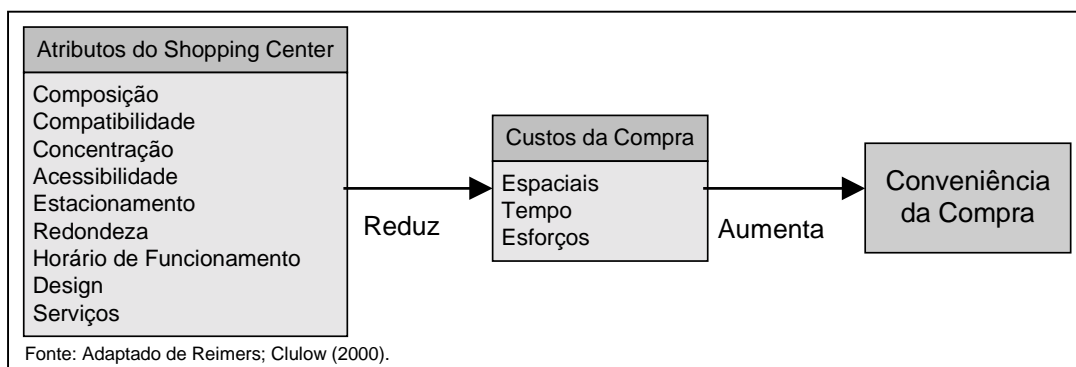 Atributos do Shopping Center
Composição
Compatibilidade
Concentração
Acessibilidade
Estacionamento
Redondeza
Horário de Funcionamento
Design
Serviços
Reduz
Custos da Compra
Espaciais
Tempo
Esforços
Aumenta
Conveniência
da Compra
Fonte: Adaptado de Reimers; Clulow (2000).